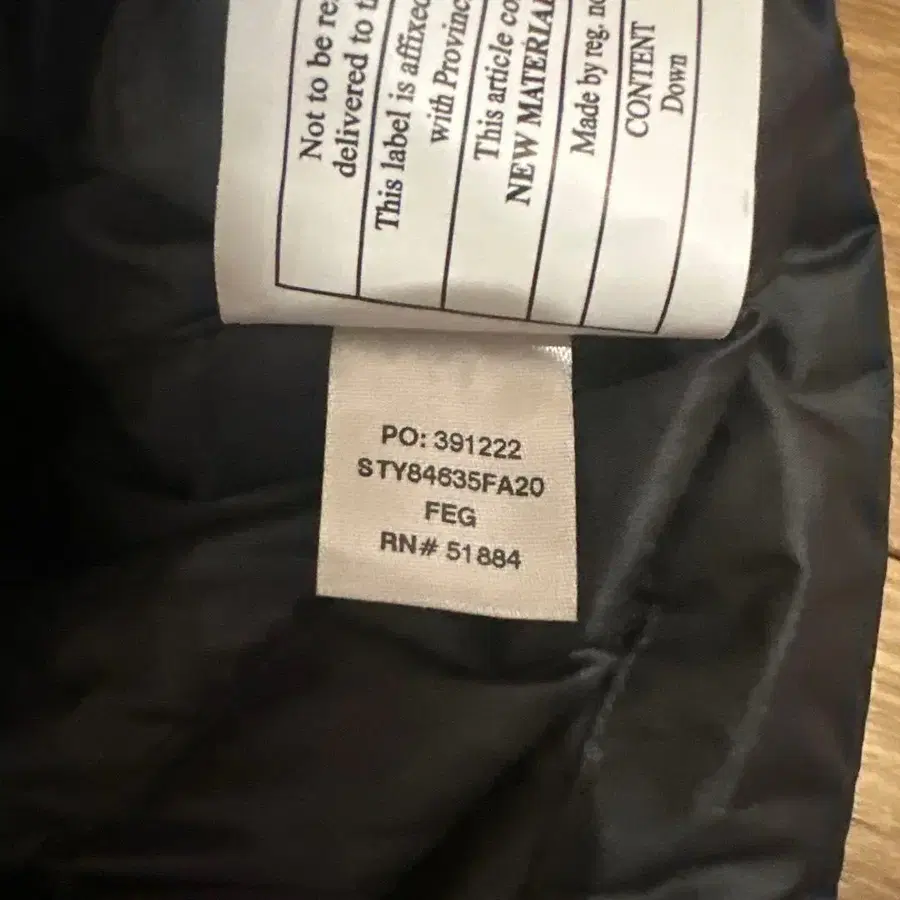 Not to be re
delivered to t
This label is affixed
with Provinc
This article co
NEW MATERIA
Made by reg. no
CONTENT
Down
PO: 391222
STY84635FA20
FEG
RN# 51884